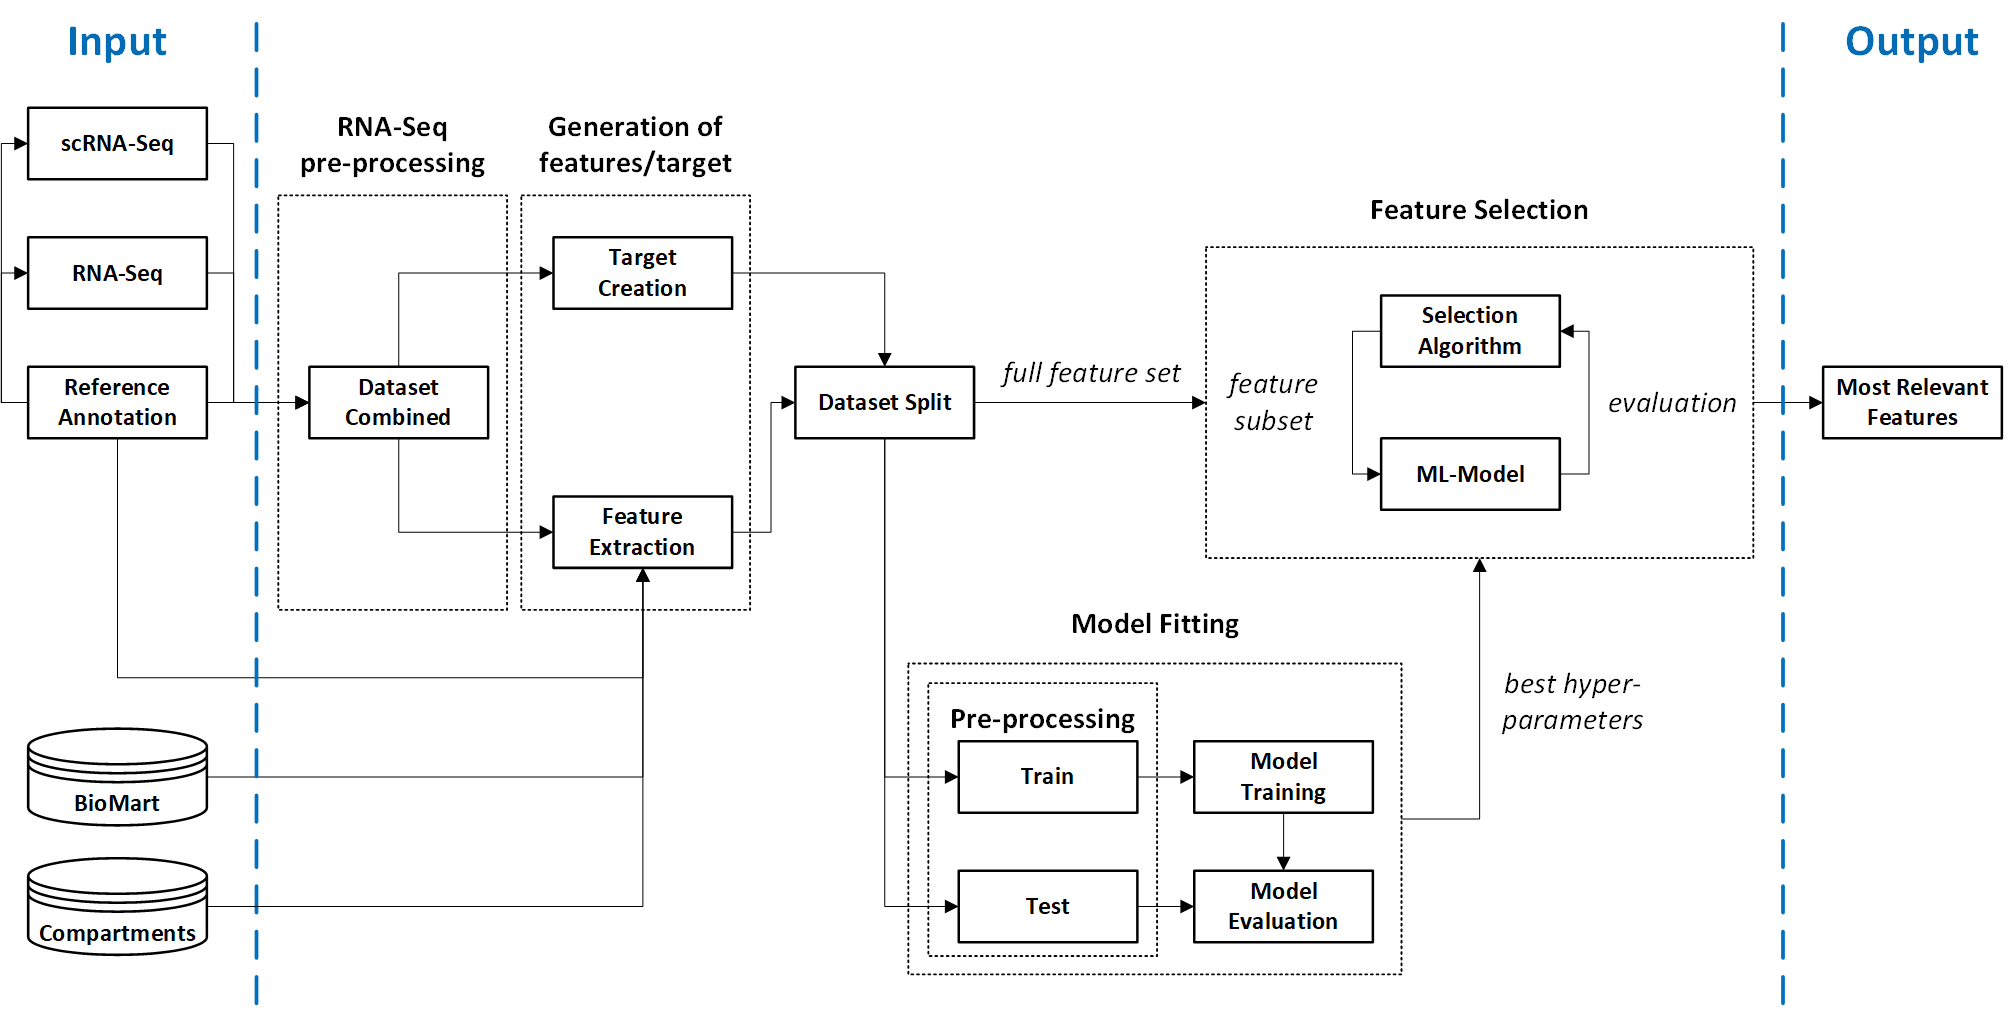 Input
Output
scRNA-Seq
RNA-Seq
Reference
Annotation
BioMart
Compartments
RNA-Seq
pre-processing
Dataset
Combined
Generation of
features/target
Target
Creation
Feature
Extraction
Dataset Split
full feature set
Feature Selection
Selection
Algorithm
feature
subset
evaluation
ML-Model
Most Relevant
Features
Model Fitting
Pre-processing
Train
Test
Model
Training
Model
Evaluation
best hyper-
parameters